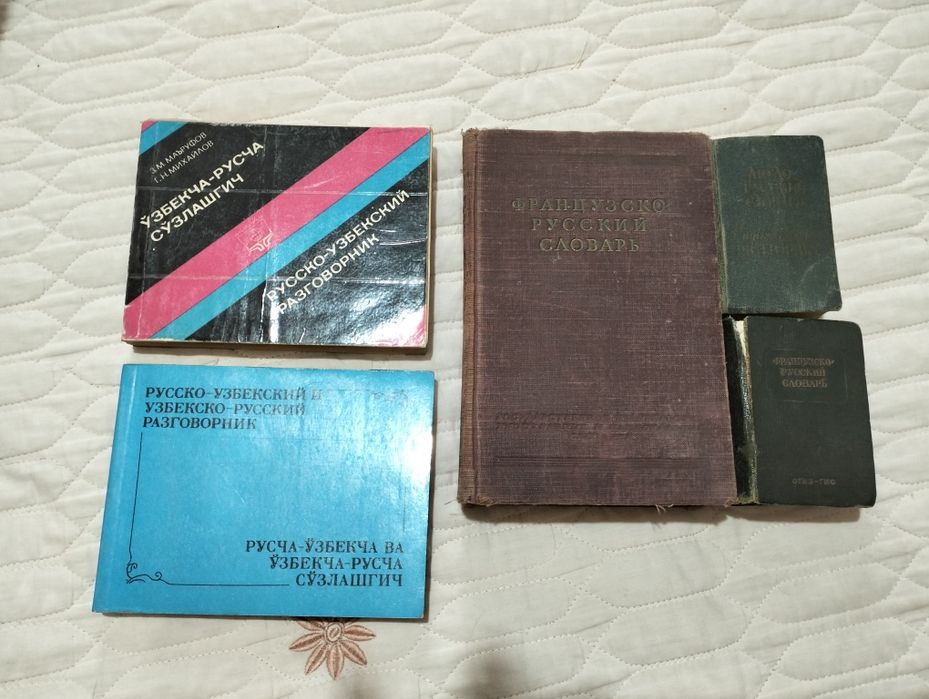 З.М. МАЪРУФОВ
Г.Н. МИХАЙЛОВ
ЎЗБЕКЧА-РУСЧА
СЎЗЛАШГИЧ
РУССКО-УЗБЕКСКИЙ
РАЗГОВОРНИК
РУССКО-УЗБЕКСКИЙ И
УЗБЕКСКО-РУССКИЙ
РАЗГОВОРНИК
РУСЧА-ЎЗБЕКЧА ВА
ЎЗБЕКЧА-РУСЧА
СЎЗЛАШГИЧ
ФРАНЦУЗСКО-
РУССКИЙ
СЛОВАРЬ
ФРАНЦУЗСКО-
РУССКИЙ
СЛОВАРЬ
ОГИЗ-ГИС